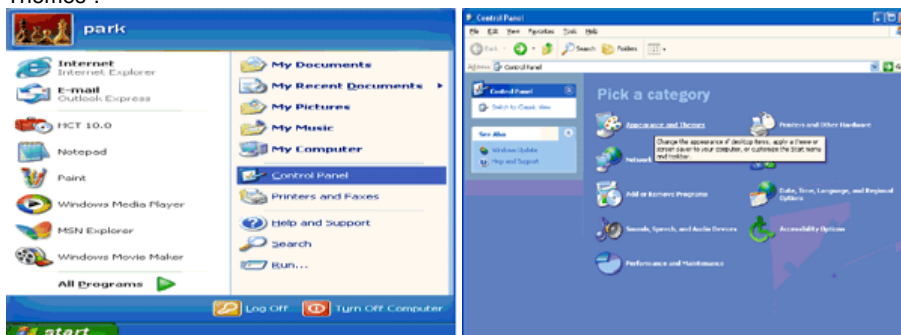 Themes".
park
Internet
Internet Explorer
E-mail
Outlook Express
HCT 10.0
Notepad
Paint
Windows Media Player
MSN Explorer
Windows Movie Maker
All Programs
My Documents
My Recent Documents
My Pictures
My Music
My Computer
Control Panel
Printers and Faxes
Help and Support
Search
Run...
Log Off
Turn Off Computer
start
Control Panel
File Edit View Favorites Tools Help
Back
Search
Folders
Address
Control Panel
Control Panel
Switch to Classic View
See Also
Windows Update
Help and Support
Pick a category
Appearance and Themes
Printers and Other Hardware
Change the appearance of desktop items, apply a theme or
screen saver to your computer, or customize the Start menu
and taskbar.
Network
Add or Remove Programs
Date, Time, Language, and Regional
Options
Sounds, Speech, and Audio Devices
Accessibility Options
Performance and Maintenance